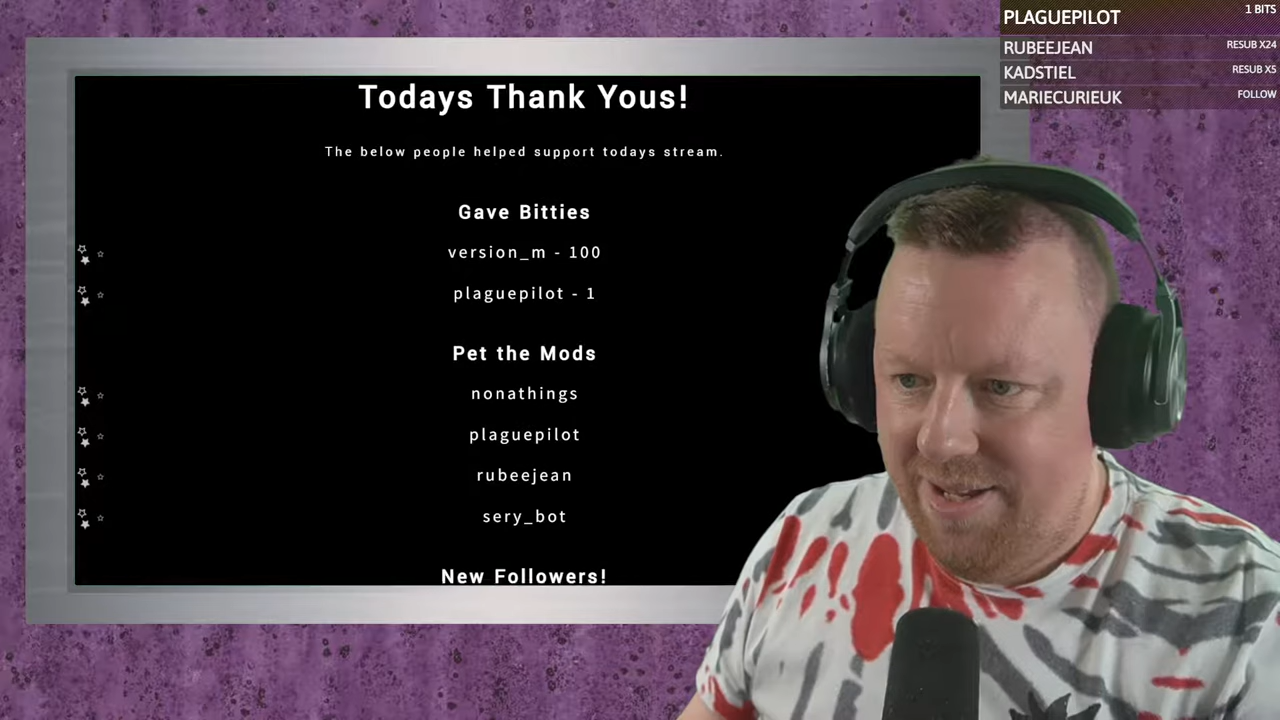 Todays Thank Yous!
The below people helped support todays stream.
Gave Bitties
version_m - 100
plaguepilot - 1
Pet the Mods
nonathings
plaguepilot
rubeejean
sery_bot
New Followers!
PLAGUEPILOT 1 BITS
RUBEEJEAN RESUB X24
KADSTIEL RESUB X5
MARIECURIEUK FOLLOW